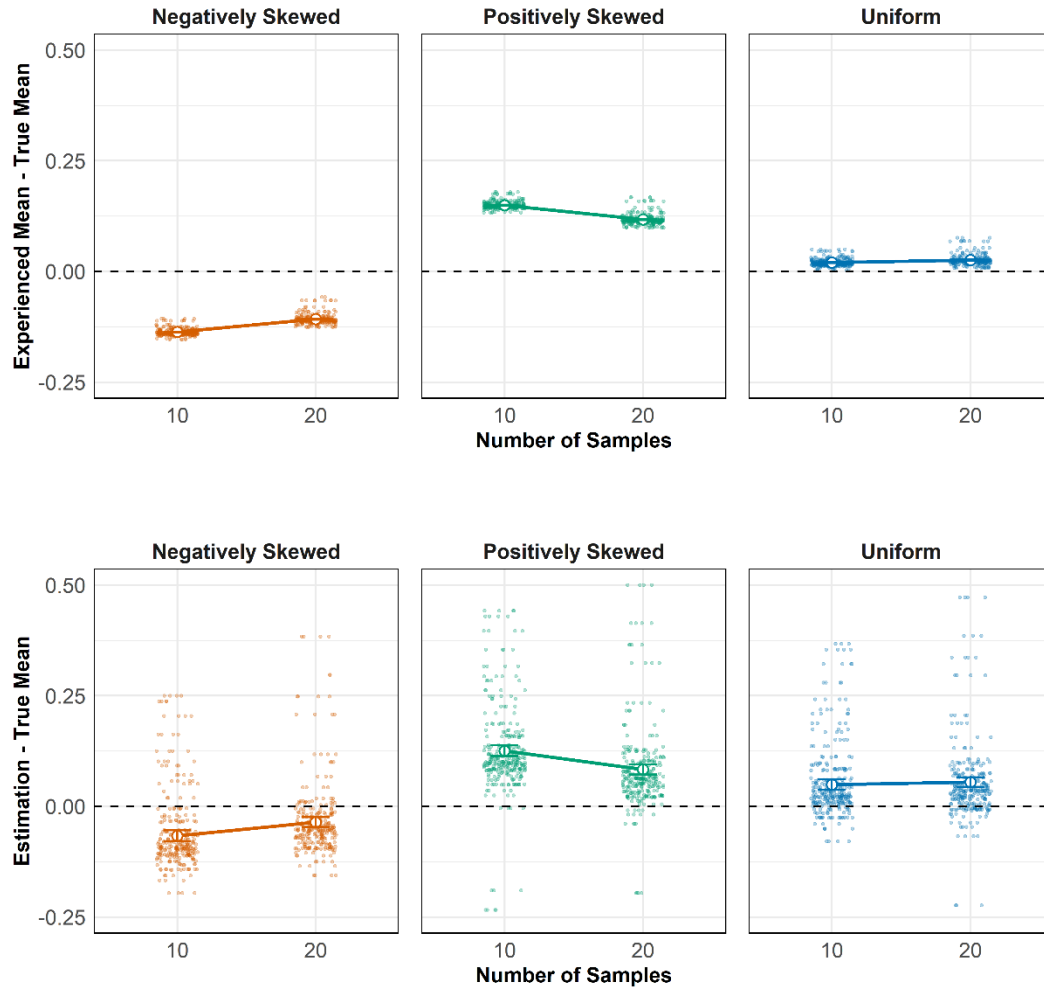 Negatively Skewed Positively Skewed Uniform
Experienced Mean - True Mean
0.50
0.25
0.00
-0.25
10 20 10 20 10 20
Number of Samples
Negatively Skewed Positively Skewed Uniform
Estimation - True Mean
0.50
0.25
0.00
-0.25
10 20 10 20 10 20
Number of Samples